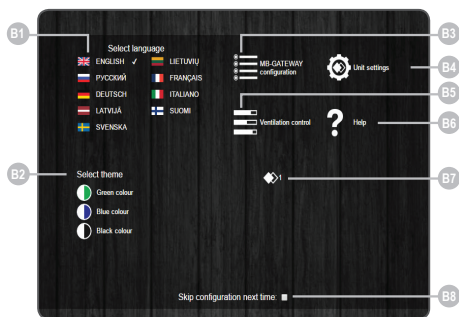 B1
Select language
ENGLISH ✓
РУССКИЙ
DEUTSCH
LATVIJĀ
SVENSKA
LIETUVIŲ
FRANÇAIS
ITALIANO
SUOMI
B3
MB-GATEWAY
configuration
Unit settings
B4
B5
Ventilation control
Help
B6
B2
Select theme
Green colour
Blue colour
Black colour
1
B7
Skip configuration next time:
B8